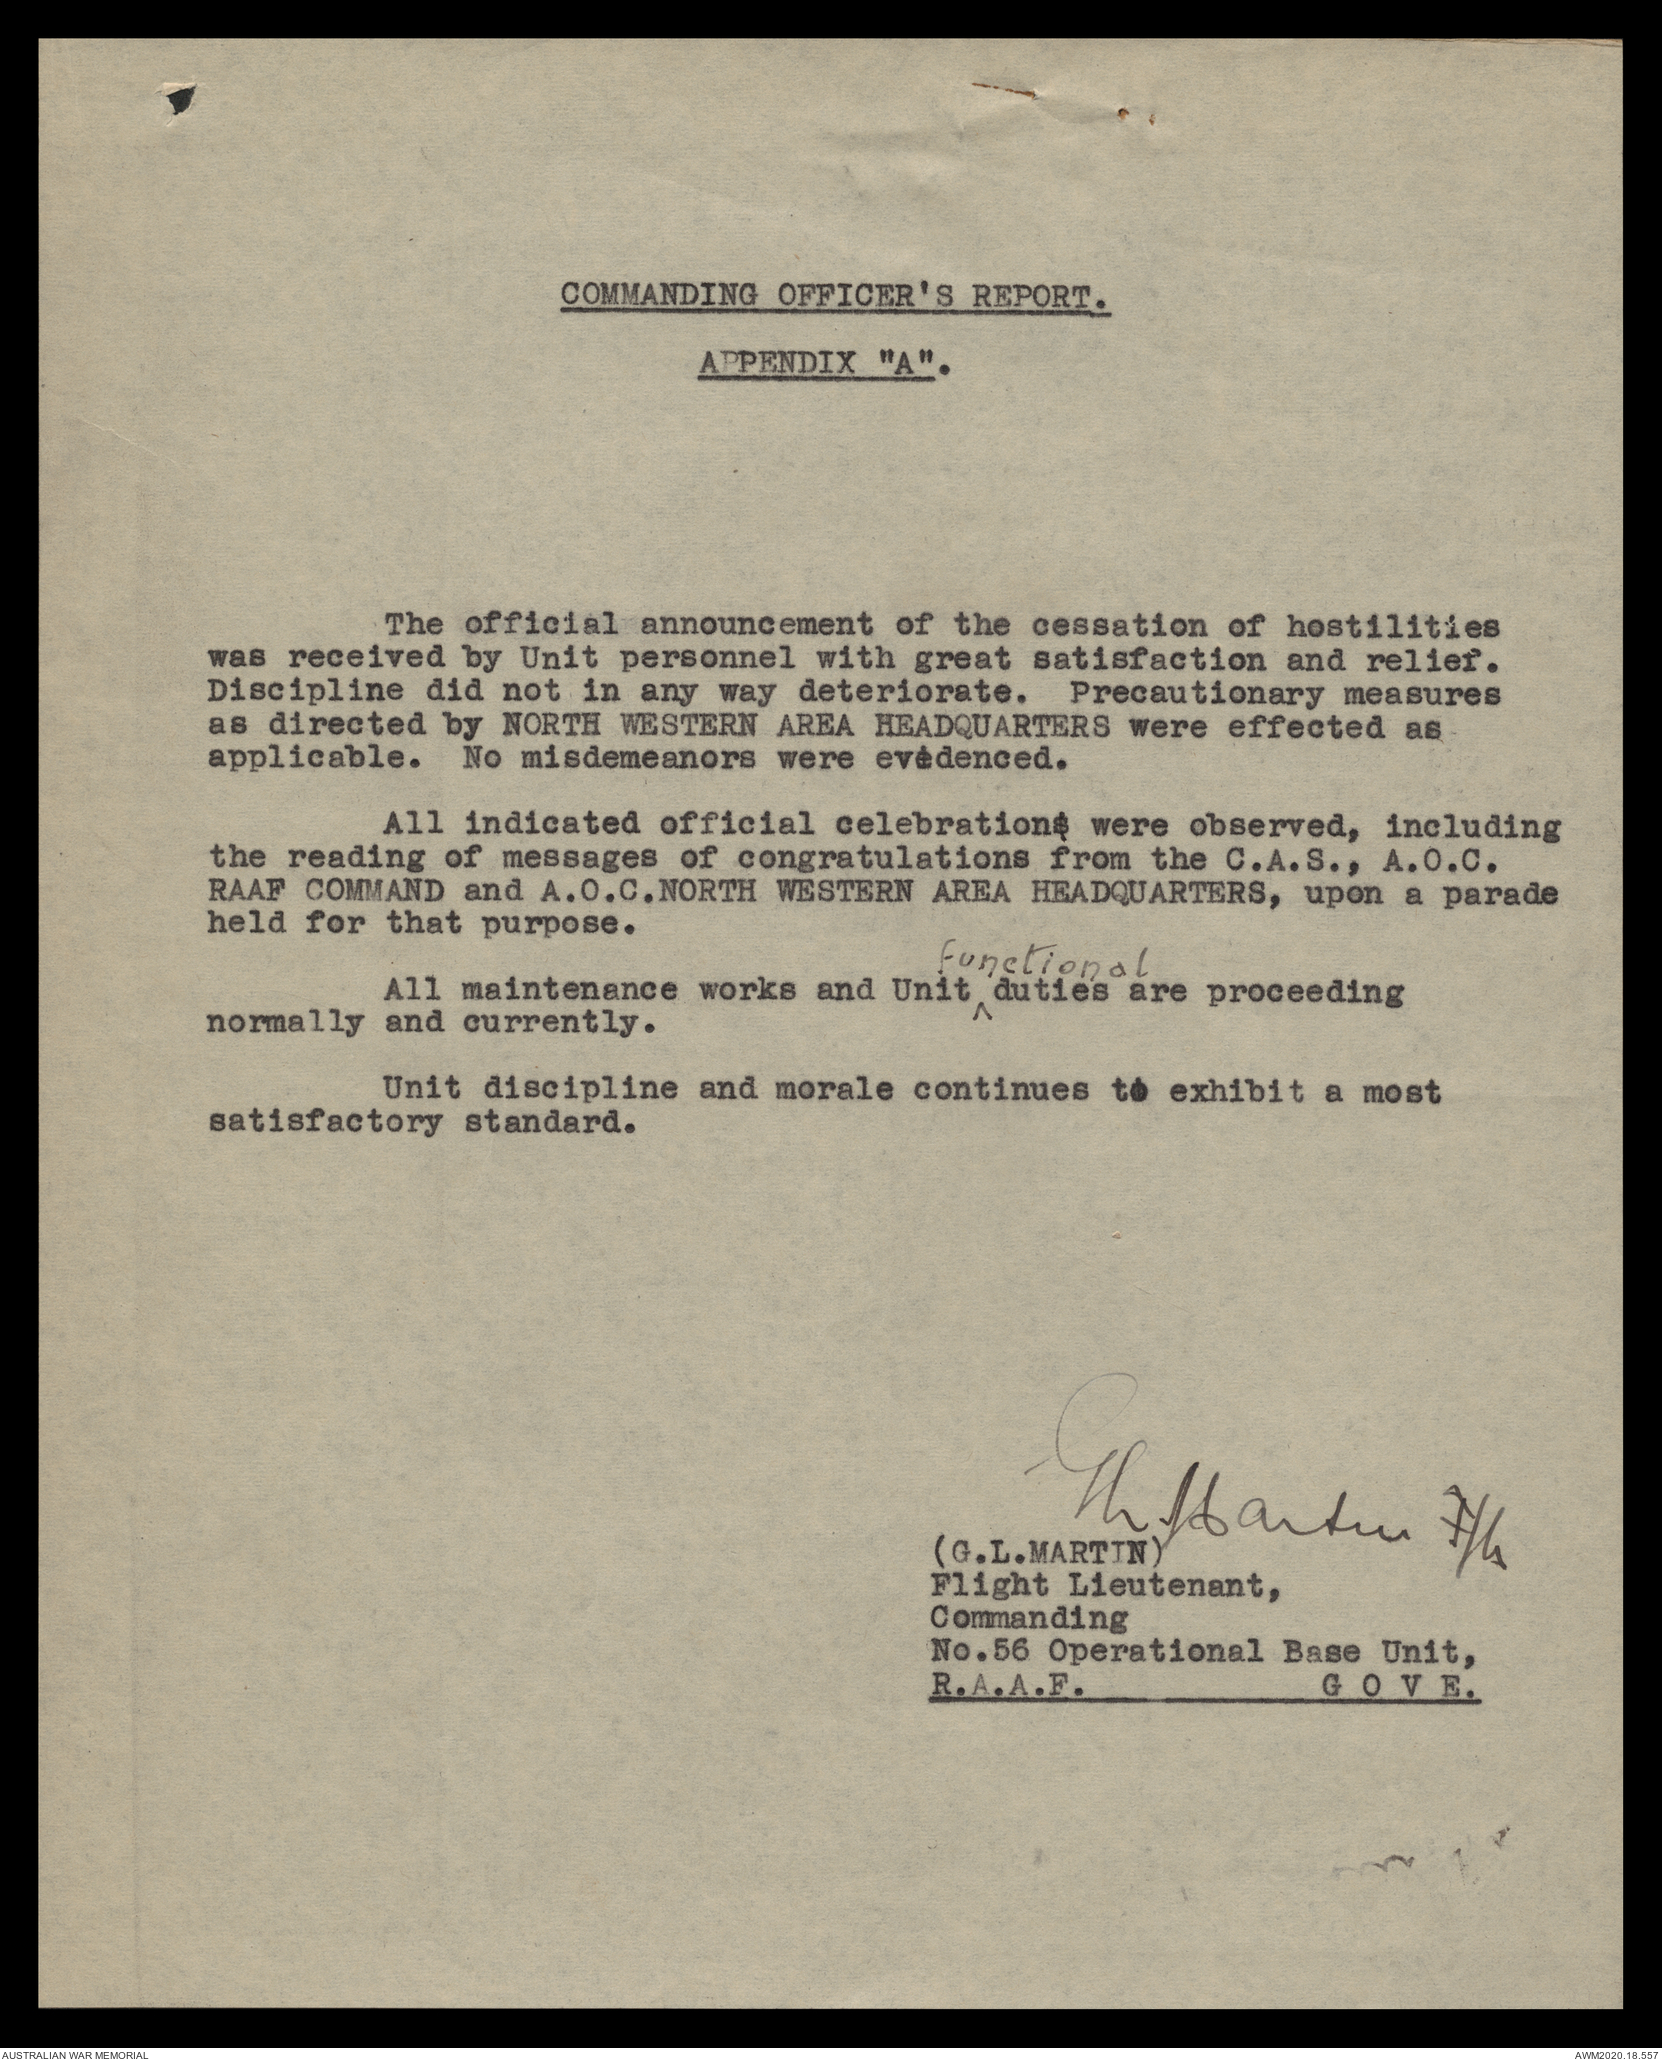 COMMANDING OFFICER'S REPORT.
APPENDIX "A".
The official announcement of the cessation of hostilities
was received by Unit personnel with great satisfaction and relief.
Discipline did not in any way deteriorate. Precautionary measures
as directed by NORTH WESTERN AREA HEADQUARTERS were effected as
applicable. No misdemeanors were evidenced.
All indicated official celebrations were observed, including
the reading of messages of congratulations from the C.A.S., A.O.C.
RAAF COMMAND and A.O.C.NORTH WESTERN AREA HEADQUARTERS, upon a parade
held for that purpose.
functional
All maintenance works and Unit ^ duties are proceeding
normally and currently.
Unit discipline and morale continues to exhibit a most
satisfactory standard.
Martin F/Lt
(G.L.MARTIN)
Flight Lieutenant,
Commanding
No.56 Operational Base Unit,
R.A.A.F. G O V E.
AUSTRALIAN WAR MEMORIAL
AWM2020.18.557